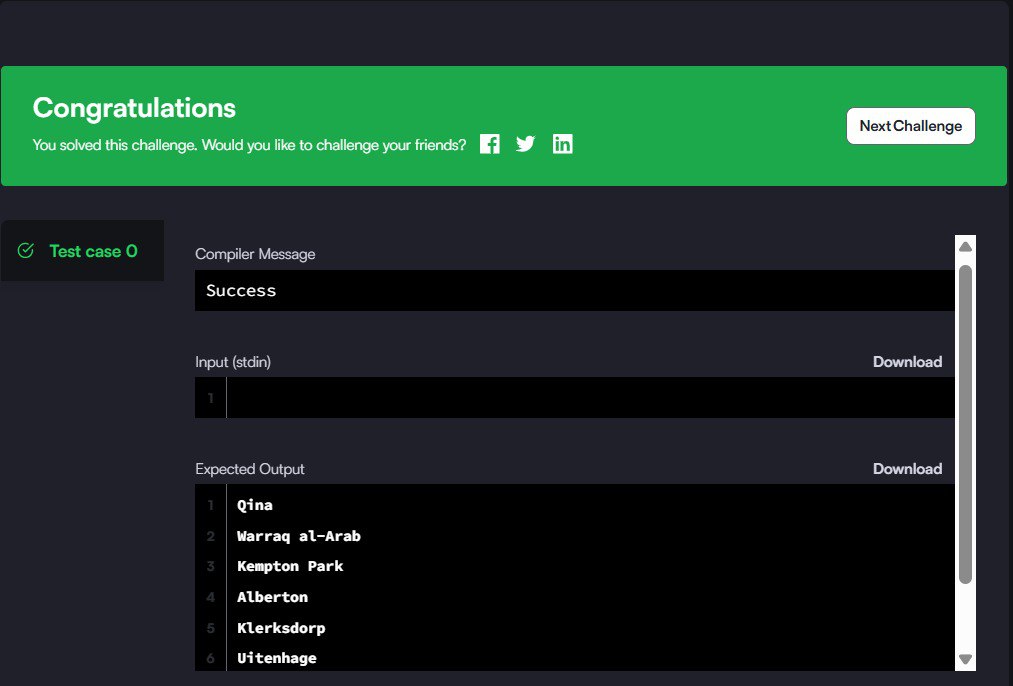 Congratulations
You solved this challenge. Would you like to challenge your friends?
Next Challenge
Test case 0
Compiler Message
Success
Input (stdin)
Download
1
Expected Output
Download
1 Qina
2 Warraq al-Arab
3 Kempton Park
4 Alberton
5 Klerksdorp
6 Uitenhage